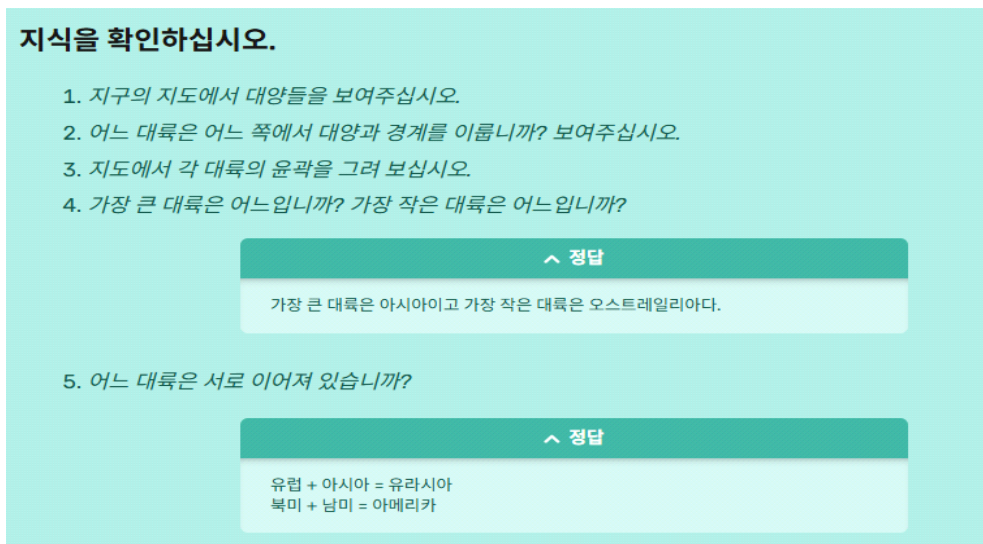 지식을 확인하십시오.
1. 지구의 지도에서 대양들을 보여주십시오.
2. 어느 대륙은 어느 쪽에서 대양과 경계를 이룹니까? 보여주십시오.
3. 지도에서 각 대륙의 윤곽을 그려 보십시오.
4. 가장 큰 대륙은 어느입니까? 가장 작은 대륙은 어느입니까?
정답
가장 큰 대륙은 아시아이고 가장 작은 대륙은 오스트레일리아다.
5. 어느 대륙은 서로 이어져 있습니까?
정답
유럽 + 아시아 = 유라시아
북미 + 남미 = 아메리카